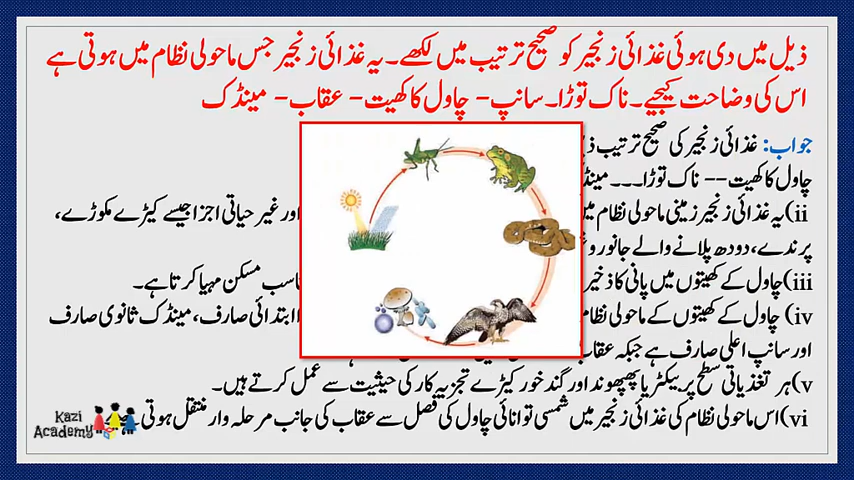 ذیل میں دی ہوئی غذائی زنجیر کو صحیح ترتیب میں لکھے۔ یہ غذائی زنجیر جس ماحولی نظام میں ہوتی ہے
اس کی وضاحت کیجیے۔ ناک توڑا۔ سانپ- چاول کا کھیت- عقاب- مینڈک
جواب: غذائی زنجیر کی صحیح ترتیب
چاول کا کھیت-- ناک توڑا---
ii) یہ غذائی زنجیر زمینی ماحولی نظام اور غیر حیاتی اجزا جیسے کیڑے مکوڑے،
پرندے، دودھ پلانے والے جانور
iii) چاول کے کھیتوں میں پانی کا مسکن مہیا کرتا ہے۔
iv) چاول کے کھیتوں کے ماحولی ابتدائی صارف، مینڈک ثانوی صارف
اور سانپ اعلی صارف ہے جبکہ عقاب
v) ہر تغذیاتی سطح پر بیکٹریا پھپھوند اور گند خور کیڑے تجزیہ کار کی حیثیت سے عمل کرتے ہیں۔
vi) اس ماحولی نظام کی غذائی زنجیر میں شمسی توانائی چاول کی فصل سے عقاب کی جانب مرحلہ وار منتقل ہوتی
Kazi
Academy